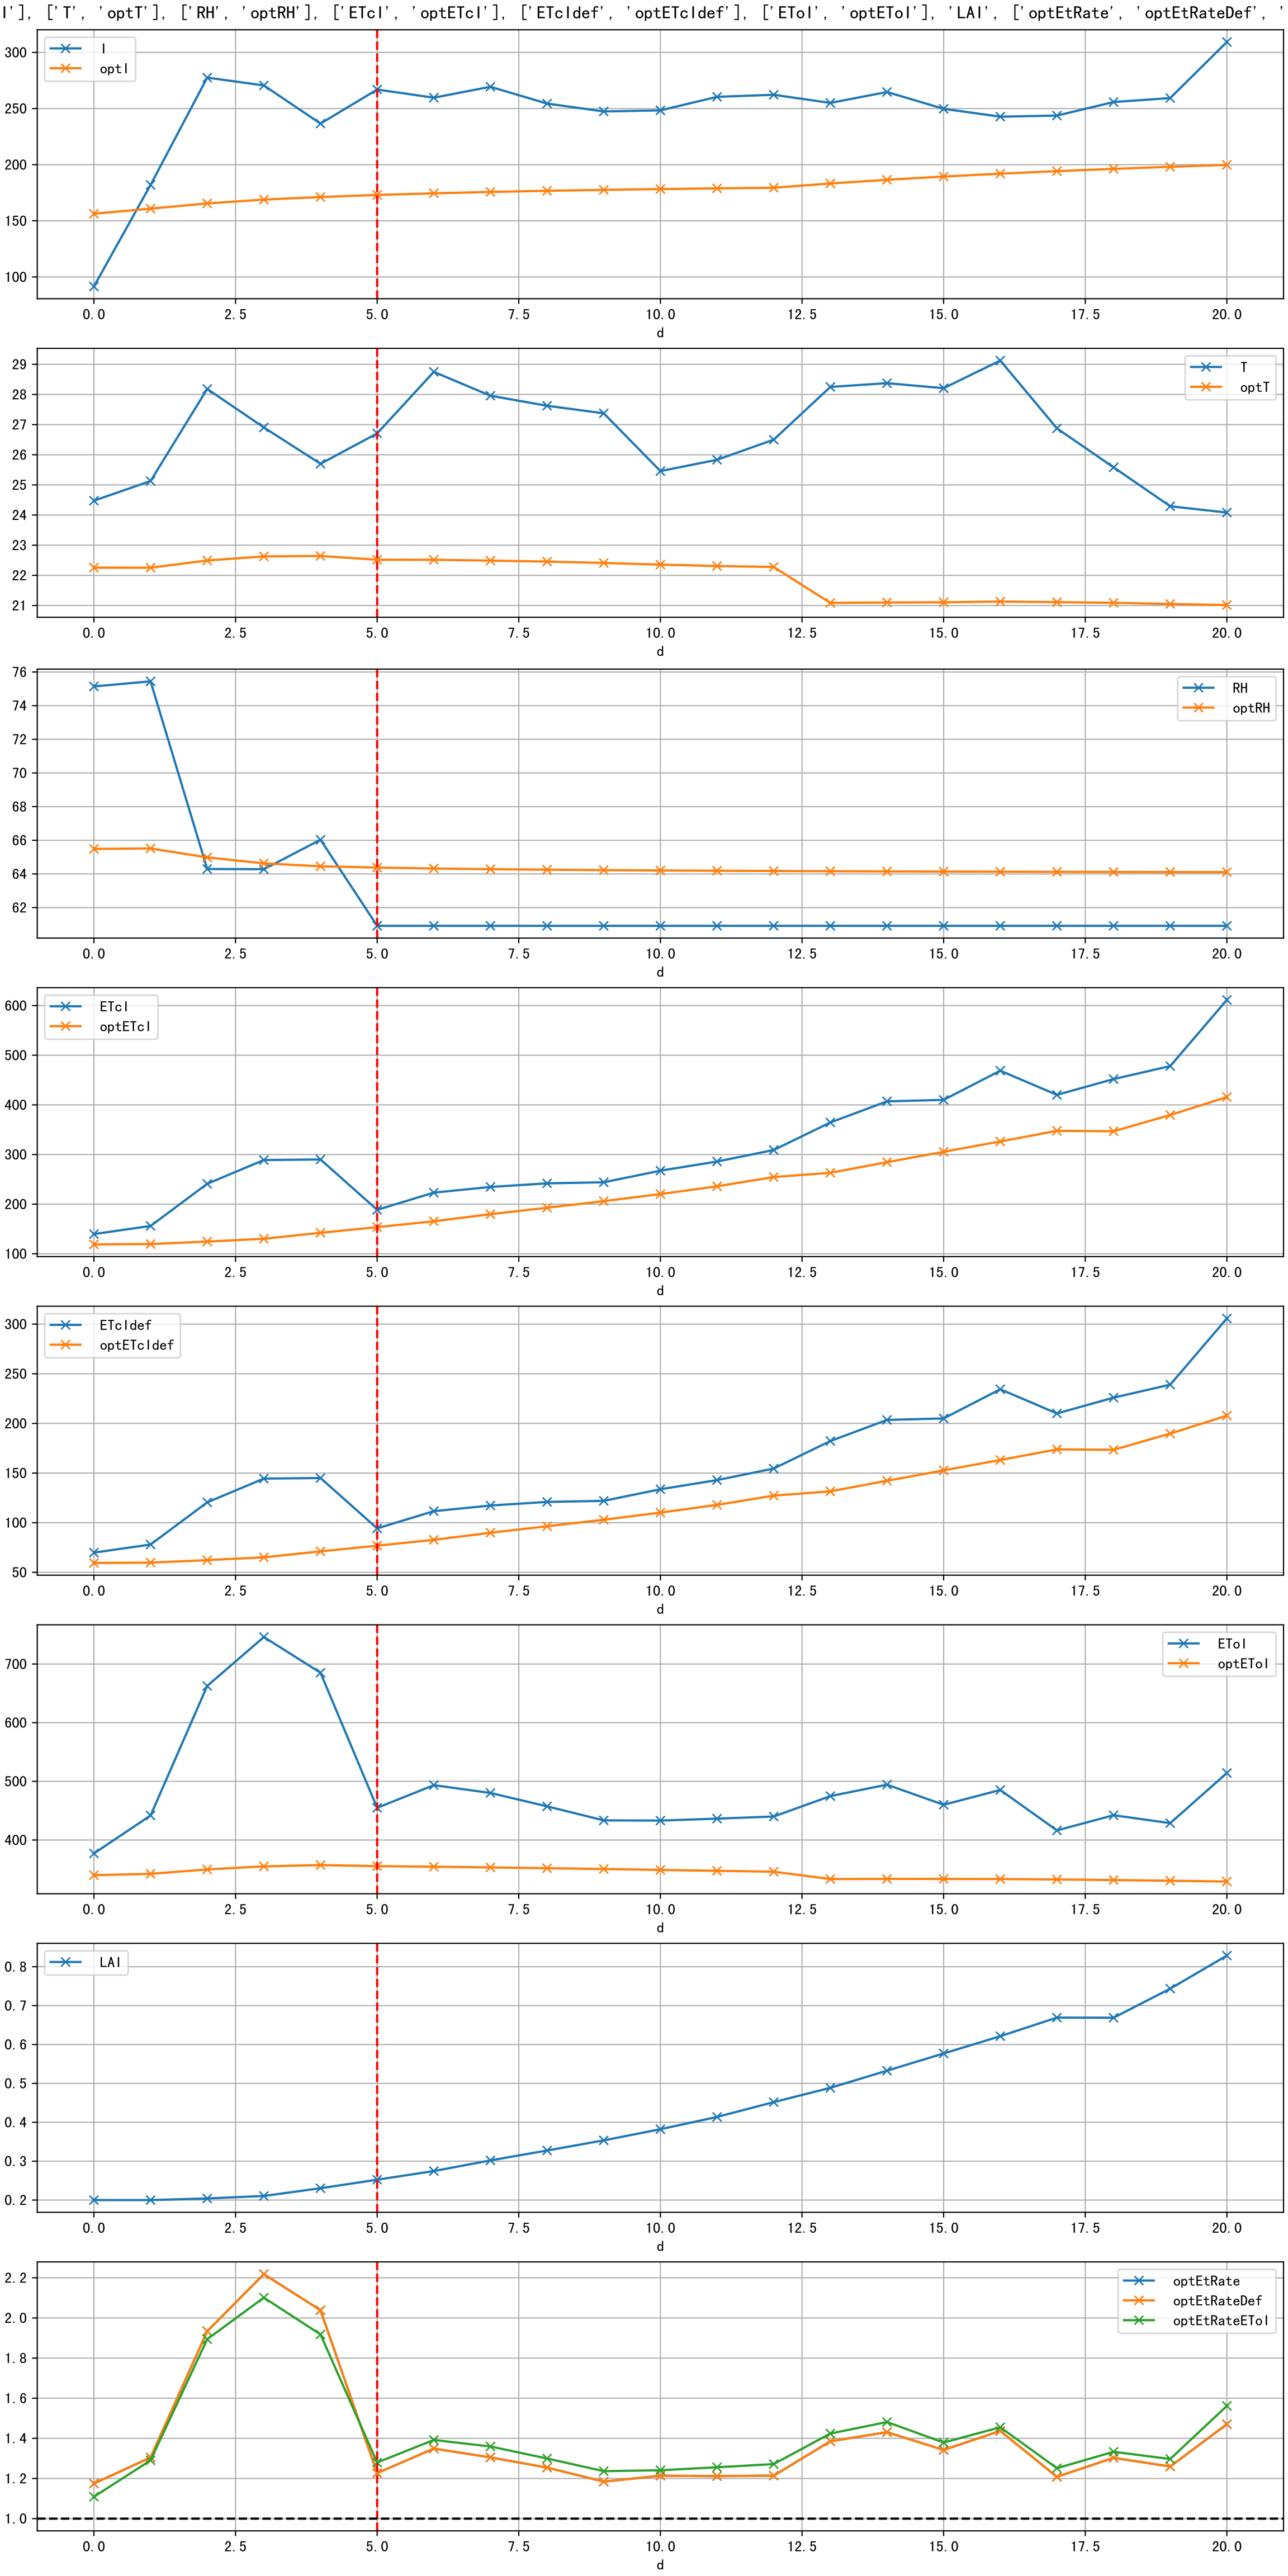 I'], ['T', 'optT'], ['RH', 'optRH'], ['ETcI', 'optETcI'], ['ETcIdef', 'optETcIdef'], ['EToI', 'optEToI'], 'LAI', ['optEtRate', 'optEtRateDef', '
I
optI
300
250
200
150
100
0.0 2.5 5.0 7.5 10.0 12.5 15.0 17.5 20.0
d
T
optT
29
28
27
26
25
24
23
22
21
0.0 2.5 5.0 7.5 10.0 12.5 15.0 17.5 20.0
d
RH
optRH
76
74
72
70
68
66
64
62
0.0 2.5 5.0 7.5 10.0 12.5 15.0 17.5 20.0
d
ETcI
optETcI
600
500
400
300
200
100
0.0 2.5 5.0 7.5 10.0 12.5 15.0 17.5 20.0
d
ETcIdef
optETcIdef
300
250
200
150
100
50
0.0 2.5 5.0 7.5 10.0 12.5 15.0 17.5 20.0
d
EToI
optEToI
700
600
500
400
0.0 2.5 5.0 7.5 10.0 12.5 15.0 17.5 20.0
d
LAI
0.8
0.7
0.6
0.5
0.4
0.3
0.2
0.0 2.5 5.0 7.5 10.0 12.5 15.0 17.5 20.0
d
optEtRate
optEtRateDef
optEtRateEToI
2.2
2.0
1.8
1.6
1.4
1.2
1.0
0.0 2.5 5.0 7.5 10.0 12.5 15.0 17.5 20.0
d